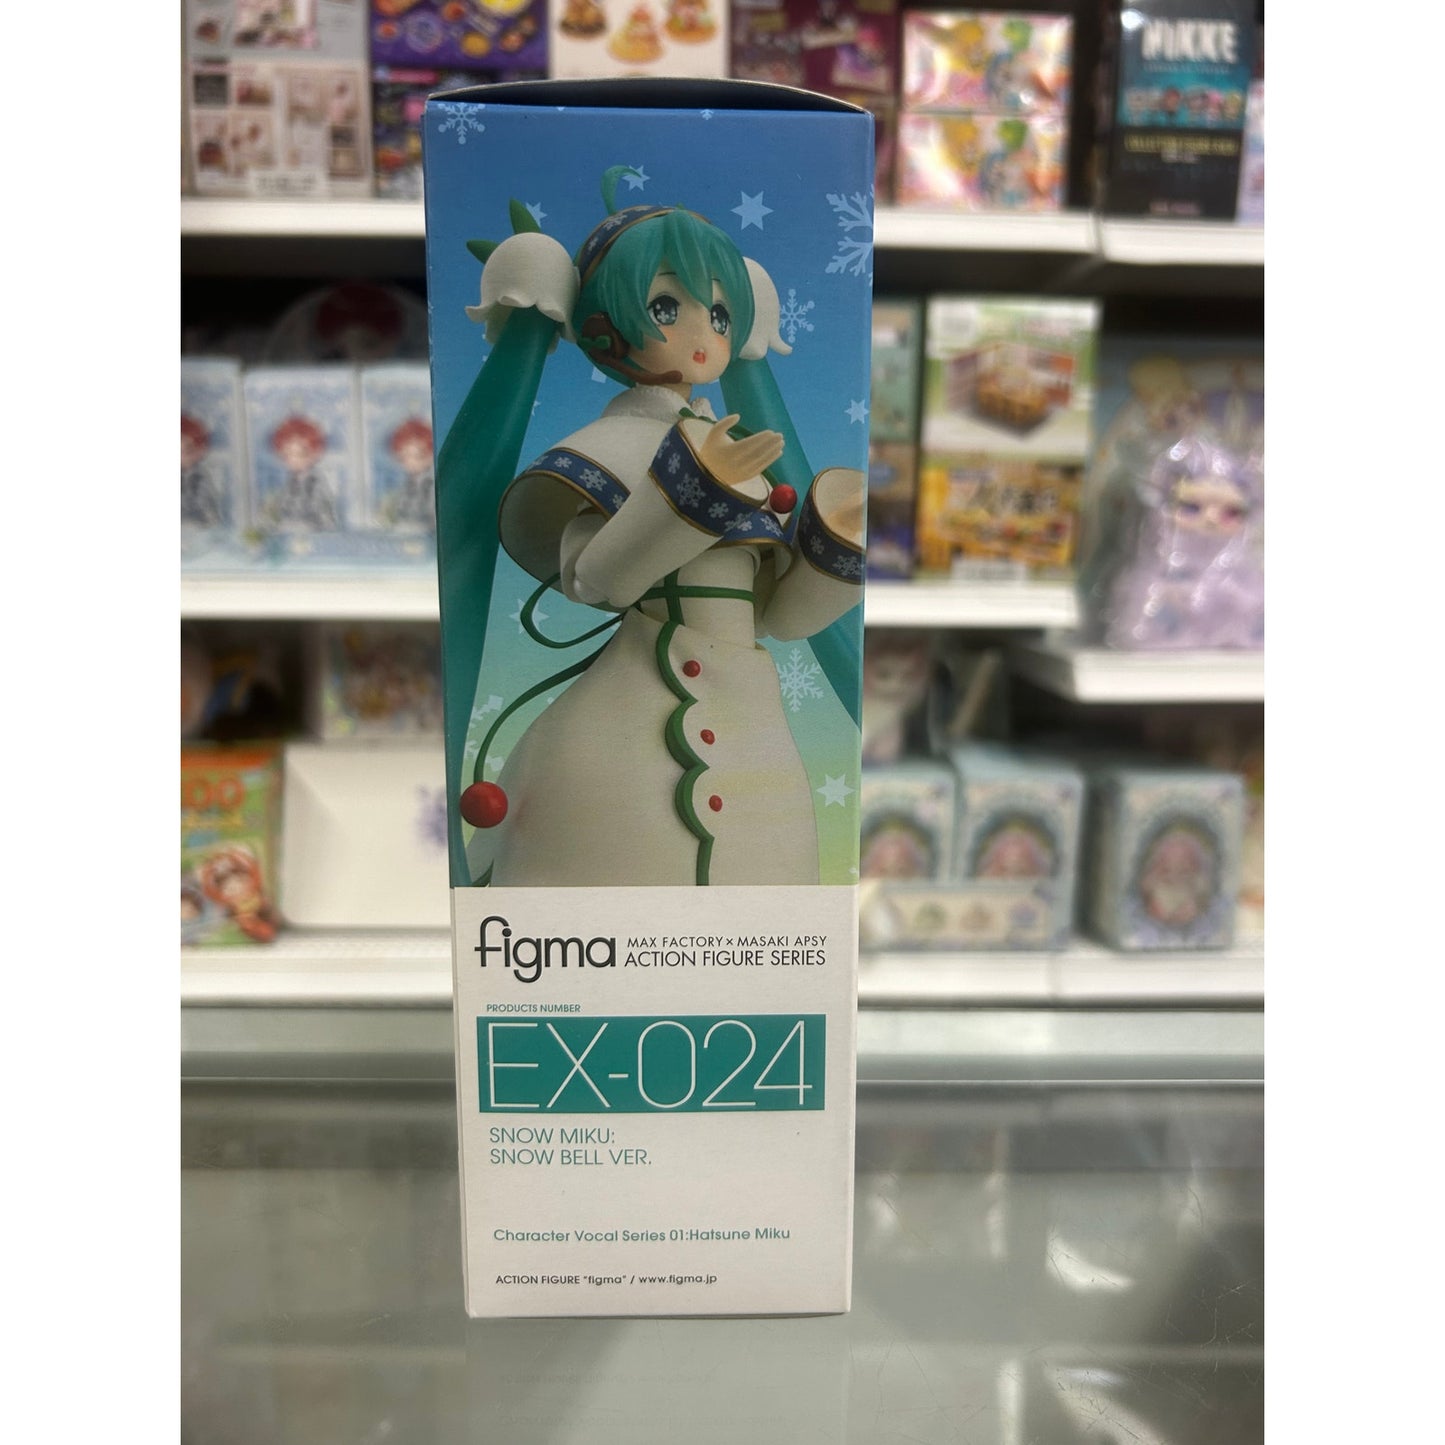 NIKKE
figma MAX FACTORY×MASAKI APSY
ACTION FIGURE SERIES
PRODUCTS NUMBER
EX-024
SNOW MIKU:
SNOW BELL VER.
Character Vocal Series 01:Hatsune Miku
ACTION FIGURE "figma" / www.figma.jp